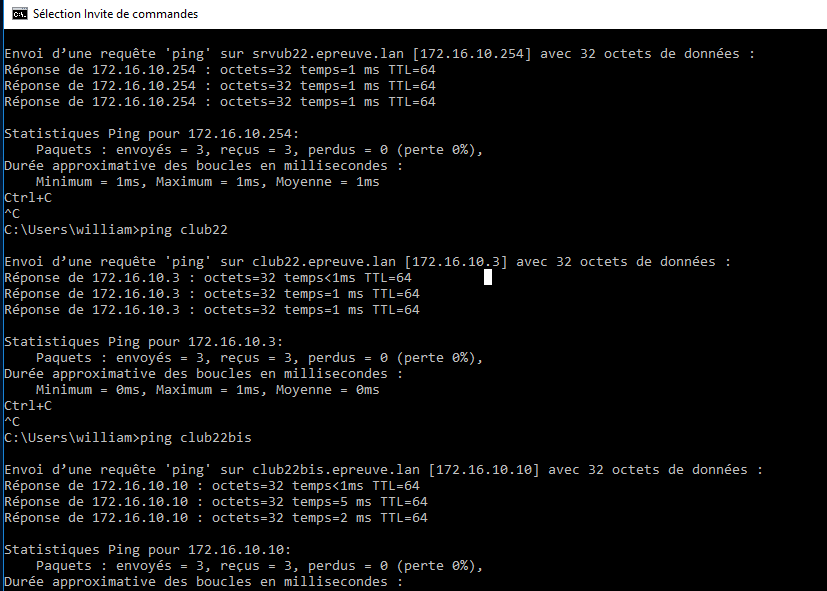 Sélection Invite de commandes
Envoi d’une requête 'ping' sur srvub22.epreuve.lan [172.16.10.254] avec 32 octets de données :
Réponse de 172.16.10.254 : octets=32 temps=1 ms TTL=64
Réponse de 172.16.10.254 : octets=32 temps=1 ms TTL=64
Réponse de 172.16.10.254 : octets=32 temps=1 ms TTL=64
Statistiques Ping pour 172.16.10.254:
    Paquets : envoyés = 3, reçus = 3, perdus = 0 (perte 0%),
Durée approximative des boucles en millisecondes :
    Minimum = 1ms, Maximum = 1ms, Moyenne = 1ms
Ctrl+C
^C
C:\Users\william>ping club22
Envoi d’une requête 'ping' sur club22.epreuve.lan [172.16.10.3] avec 32 octets de données :
Réponse de 172.16.10.3 : octets=32 temps<1ms TTL=64
Réponse de 172.16.10.3 : octets=32 temps=1 ms TTL=64
Réponse de 172.16.10.3 : octets=32 temps=1 ms TTL=64
Statistiques Ping pour 172.16.10.3:
    Paquets : envoyés = 3, reçus = 3, perdus = 0 (perte 0%),
Durée approximative des boucles en millisecondes :
    Minimum = 0ms, Maximum = 1ms, Moyenne = 0ms
Ctrl+C
^C
C:\Users\william>ping club22bis
Envoi d’une requête 'ping' sur club22bis.epreuve.lan [172.16.10.10] avec 32 octets de données :
Réponse de 172.16.10.10 : octets=32 temps<1ms TTL=64
Réponse de 172.16.10.10 : octets=32 temps=5 ms TTL=64
Réponse de 172.16.10.10 : octets=32 temps=2 ms TTL=64
Statistiques Ping pour 172.16.10.10:
    Paquets : envoyés = 3, reçus = 3, perdus = 0 (perte 0%),
Durée approximative des boucles en millisecondes :